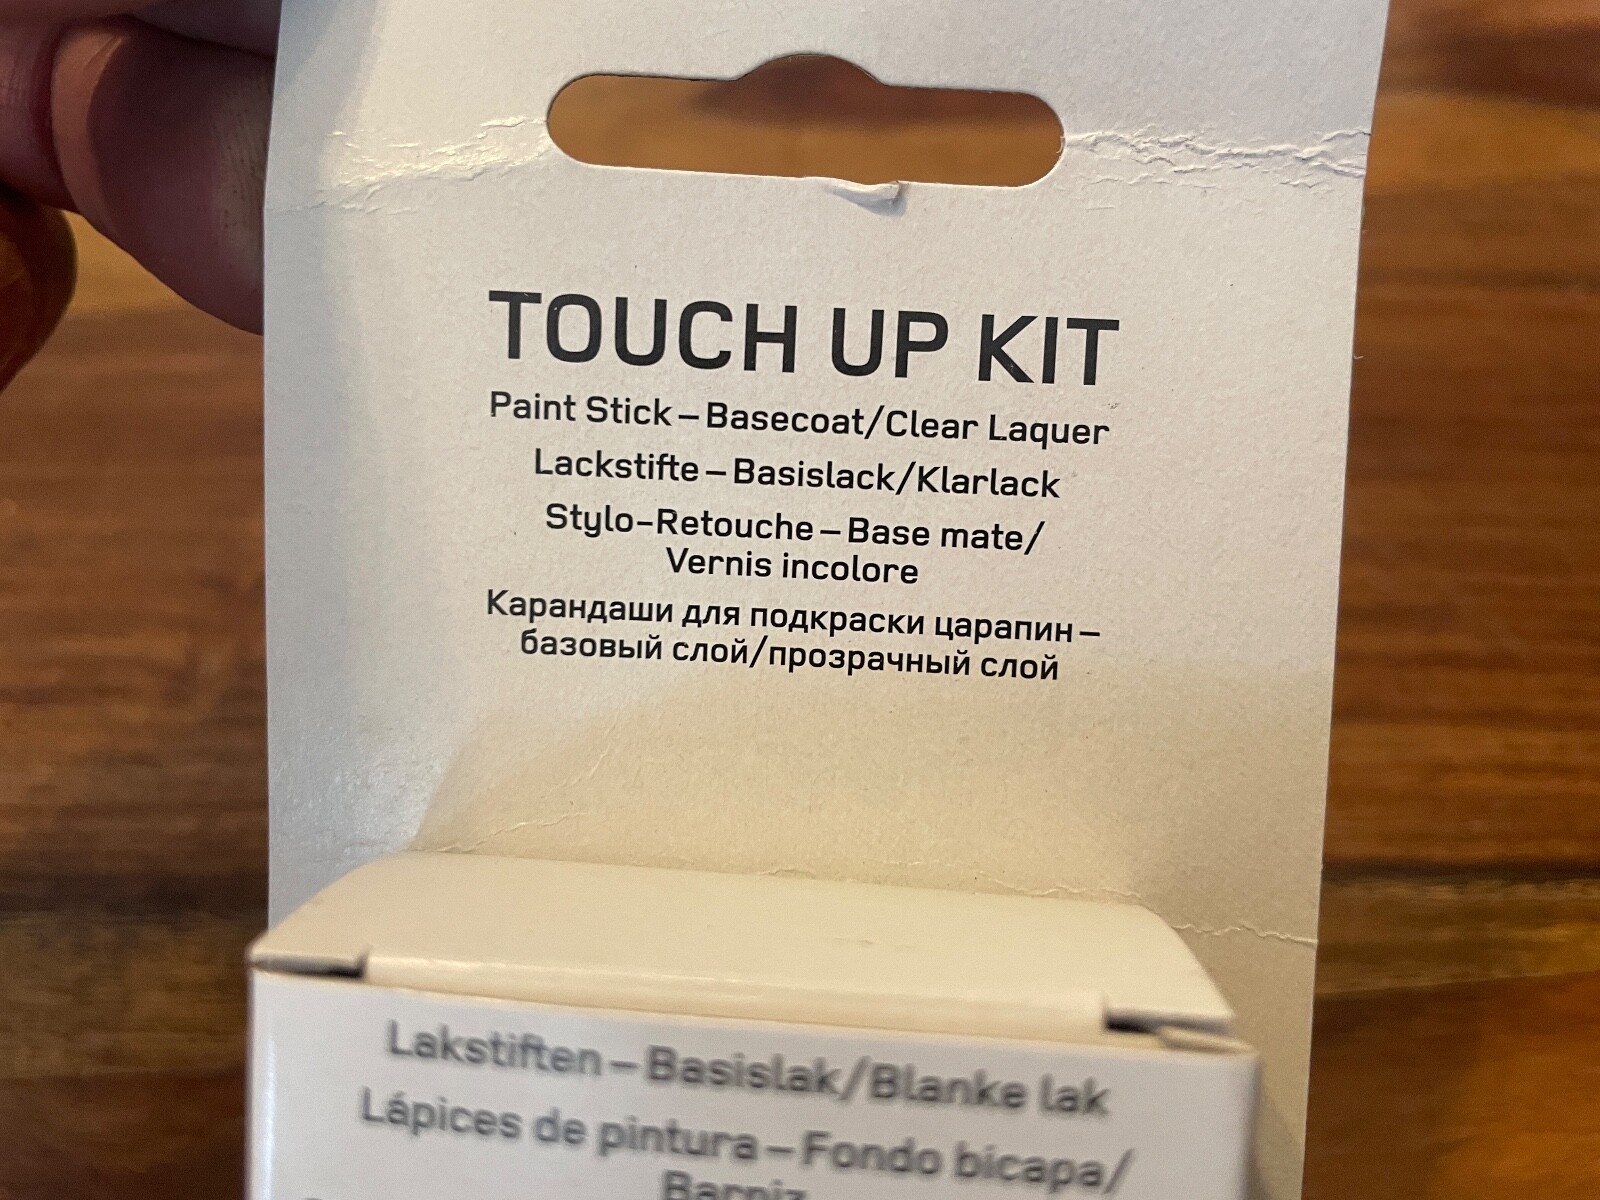 TOUCH UP KIT
Paint Stick – Basecoat/Clear Laquer
Lackstifte – Basislack/Klarlack
Stylo-Retouche – Base mate/
Vernis incolore
Карандаши для подкраски царапин –
базовый слой/прозрачный слой
Lakstiften – Basislak/Blanke lak
Lápices de pintura – Fondo bicapa/
Barniz